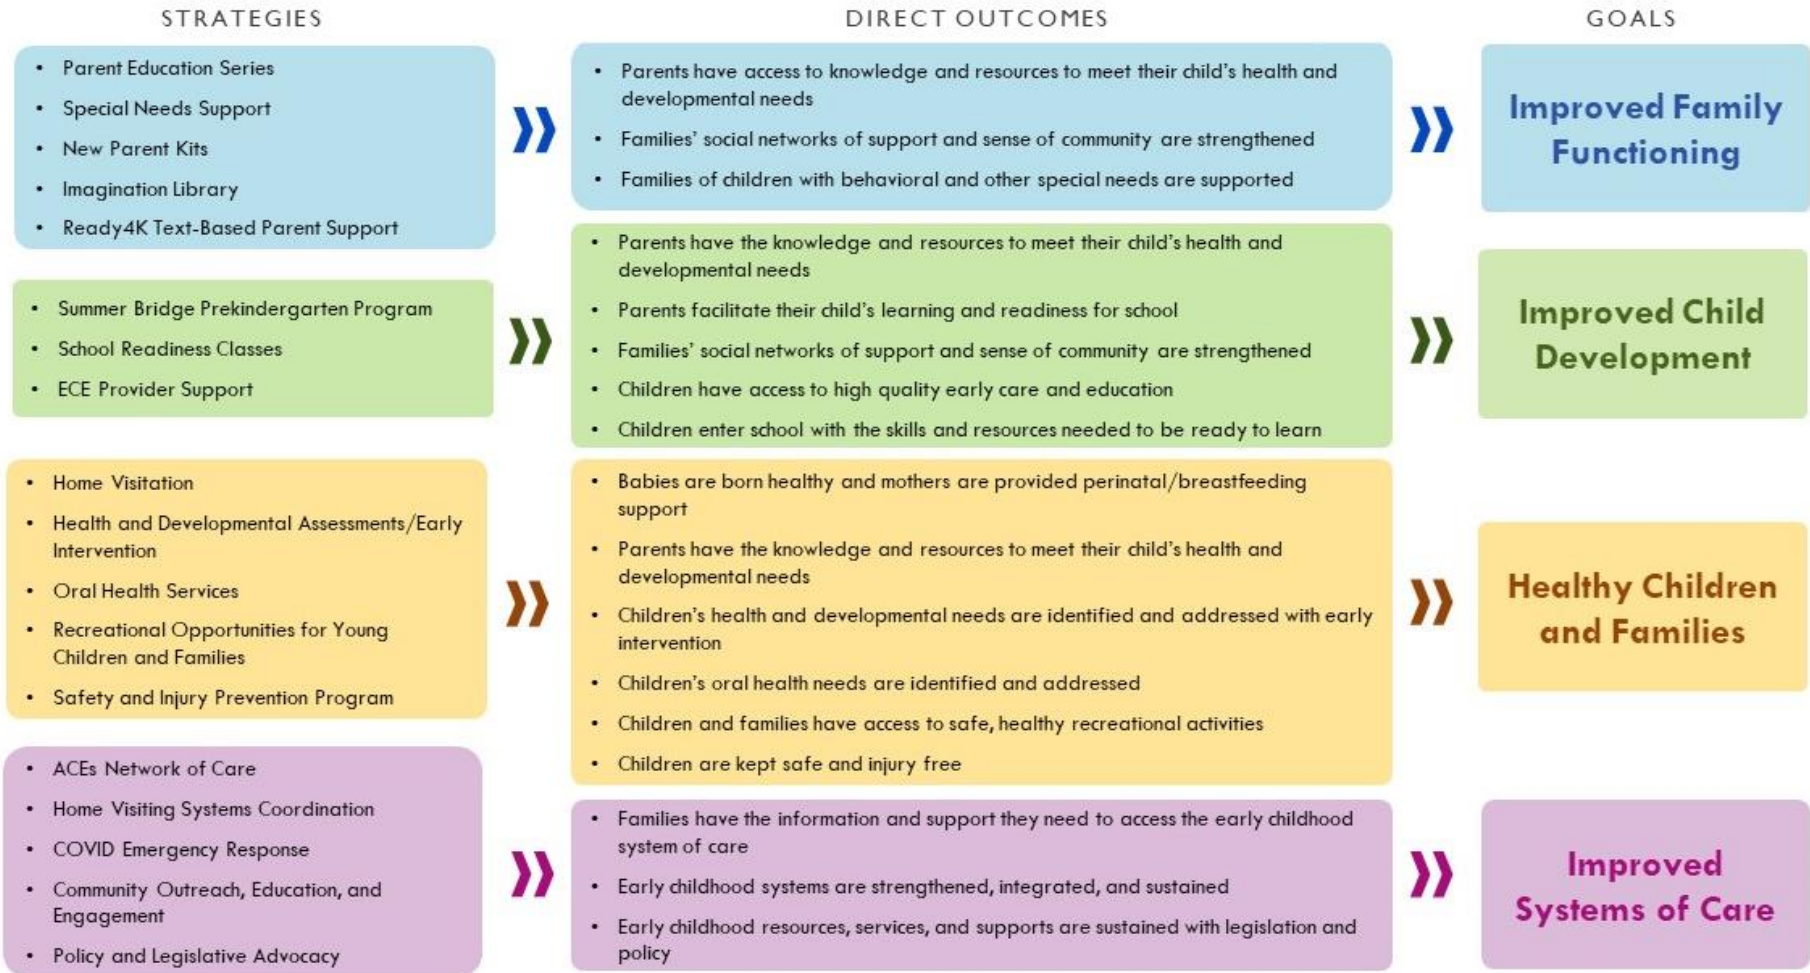 STRATEGIES
DIRECT OUTCOMES
GOALS
• Parent Education Series
• Special Needs Support
• New Parent Kits
• Imagination Library
• Ready4K Text-Based Parent Support
• Parents have access to knowledge and resources to meet their child's health and
developmental needs
• Families' social networks of support and sense of community are strengthened
• Families of children with behavioral and other special needs are supported
Improved Family
Functioning
• Summer Bridge Prekindergarten Program
• School Readiness Classes
• ECE Provider Support
• Parents have the knowledge and resources to meet their child's health and
developmental needs
• Parents facilitate their child's learning and readiness for school
• Families' social networks of support and sense of community are strengthened
• Children have access to high quality early care and education
• Children enter school with the skills and resources needed to be ready to learn
Improved Child
Development
• Home Visitation
• Health and Developmental Assessments/Early
Intervention
• Oral Health Services
• Recreational Opportunities for Young
Children and Families
• Safety and Injury Prevention Program
• Babies are born healthy and mothers are provided perinatal/breastfeeding
support
• Parents have the knowledge and resources to meet their child's health and
developmental needs
• Children's health and developmental needs are identified and addressed with early
intervention
• Children's oral health needs are identified and addressed
• Children and families have access to safe, healthy recreational activities
• Children are kept safe and injury free
Healthy Children
and Families
• ACEs Network of Care
• Home Visiting Systems Coordination
• COVID Emergency Response
• Community Outreach, Education, and
Engagement
• Policy and Legislative Advocacy
• Families have the information and support they need to access the early childhood
system of care
• Early childhood systems are strengthened, integrated, and sustained
• Early childhood resources, services, and supports are sustained with legislation and
policy
Improved
Systems of Care